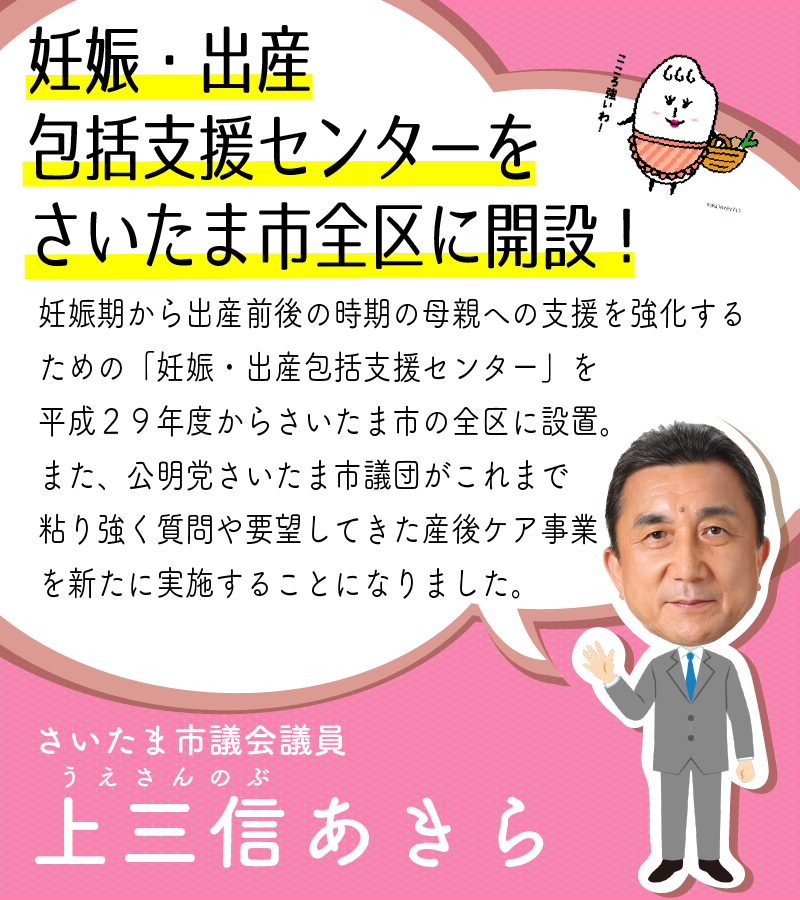 妊娠・出産
包括支援センターを
さいたま市全区に開設！
こころ強いわー
©KOMEITO
妊娠期から出産前後の時期の母親への支援を強化する
ための「妊娠・出産包括支援センター」を
平成２９年度からさいたま市の全区に設置。
また、公明党さいたま市議団がこれまで
粘り強く質問や要望してきた産後ケア事業
を新たに実施することになりました。
さいたま市議会議員
うえさんのぶ
上三信あきら